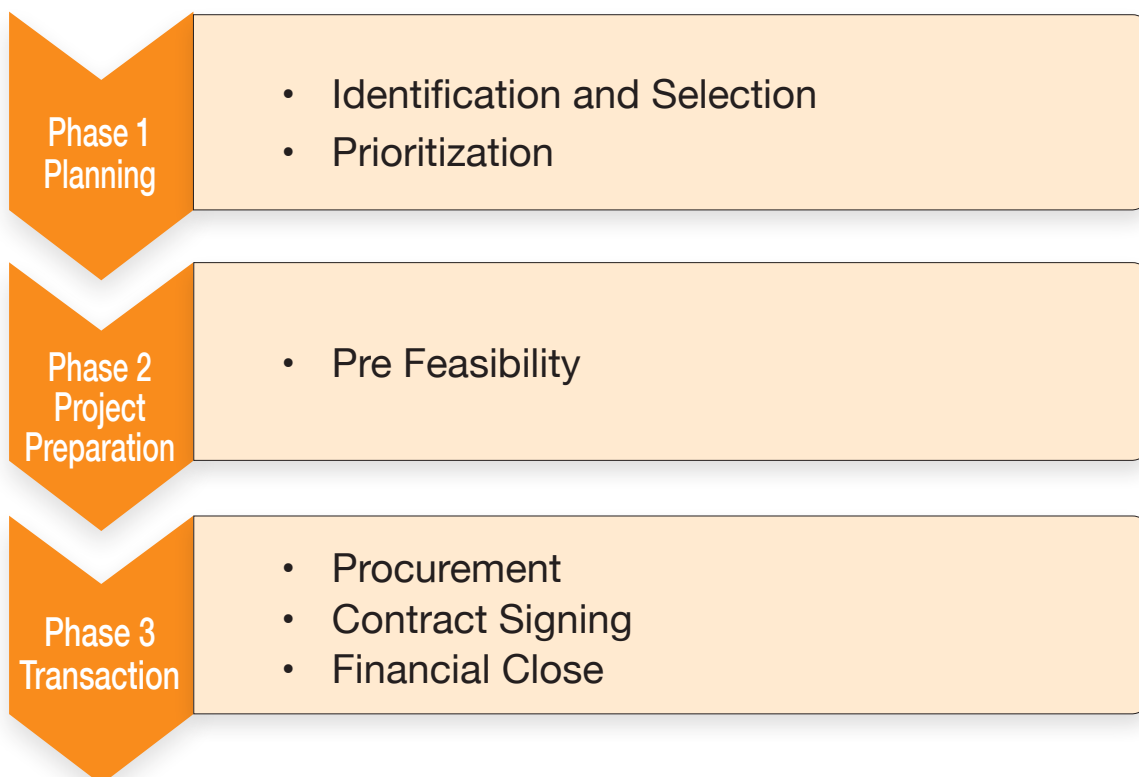 Phase 1
Planning
• Identification and Selection
• Prioritization
Phase 2
Project
Preparation
• Pre Feasibility
Phase 3
Transaction
• Procurement
• Contract Signing
• Financial Close